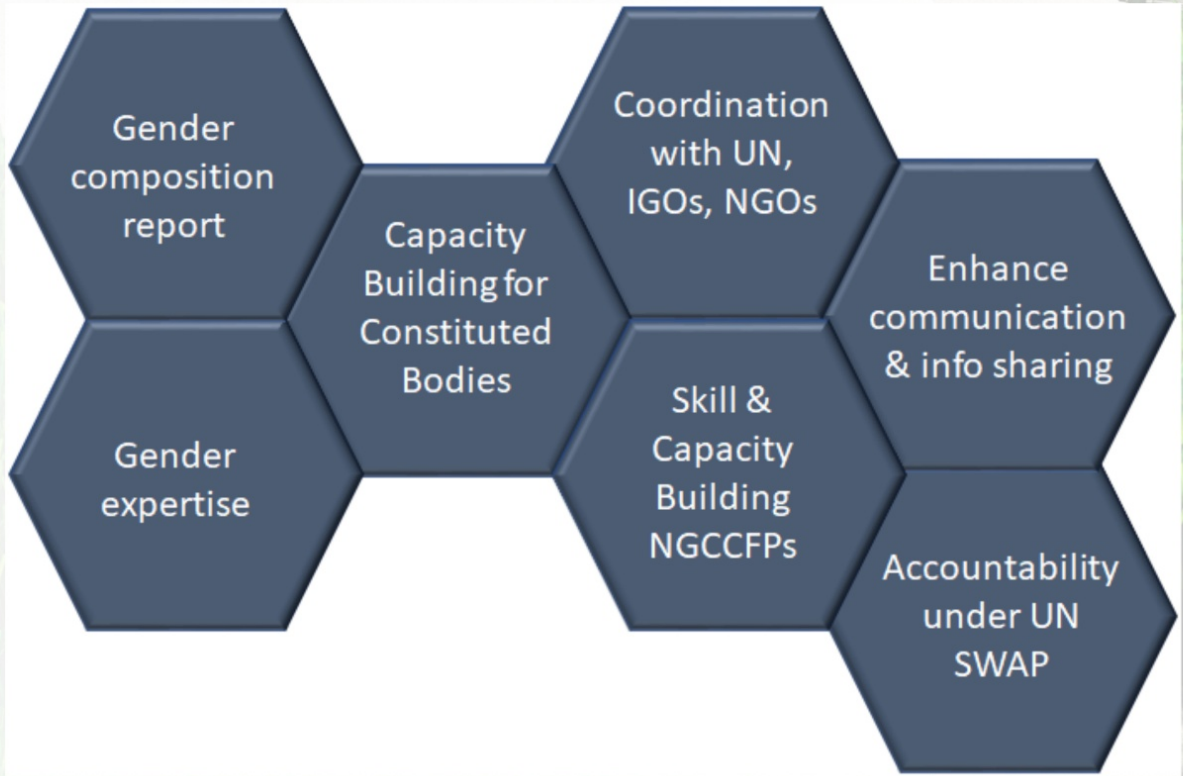 Gender
composition
report
Gender
expertise
Capacity
Building for
Constituted
Bodies
Coordination
with UN,
IGOs, NGOs
Skill &
Capacity
Building
NGCCFPs
Enhance
communication
& info sharing
Accountability
under UN
SWAP